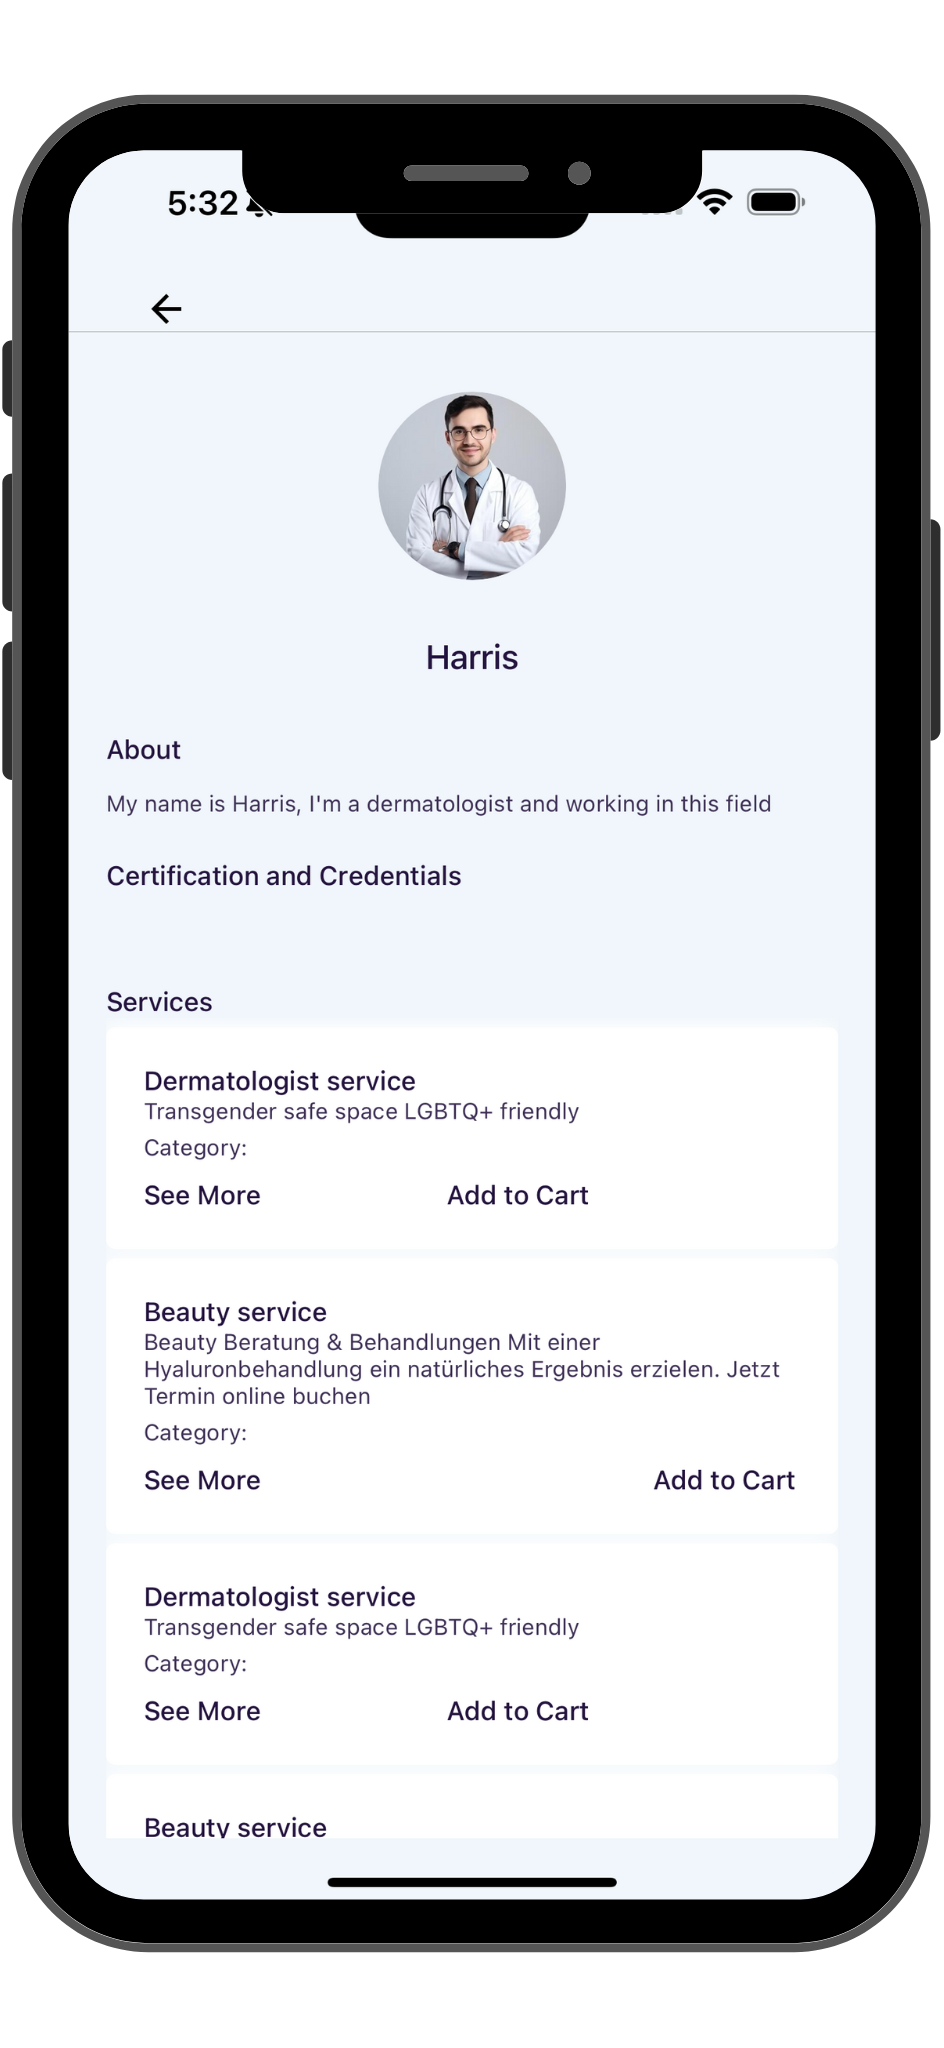 5:32
Harris
About
My name is Harris, I'm a dermatologist and working in this field
Certification and Credentials
Services
Dermatologist service
Transgender safe space LGBTQ+ friendly
Category:
See More Add to Cart
Beauty service
Beauty Beratung & Behandlungen Mit einer
Hyaluronbehandlung ein natürliches Ergebnis erzielen. Jetzt
Termin online buchen
Category:
See More Add to Cart
Dermatologist service
Transgender safe space LGBTQ+ friendly
Category:
See More Add to Cart
Beauty service